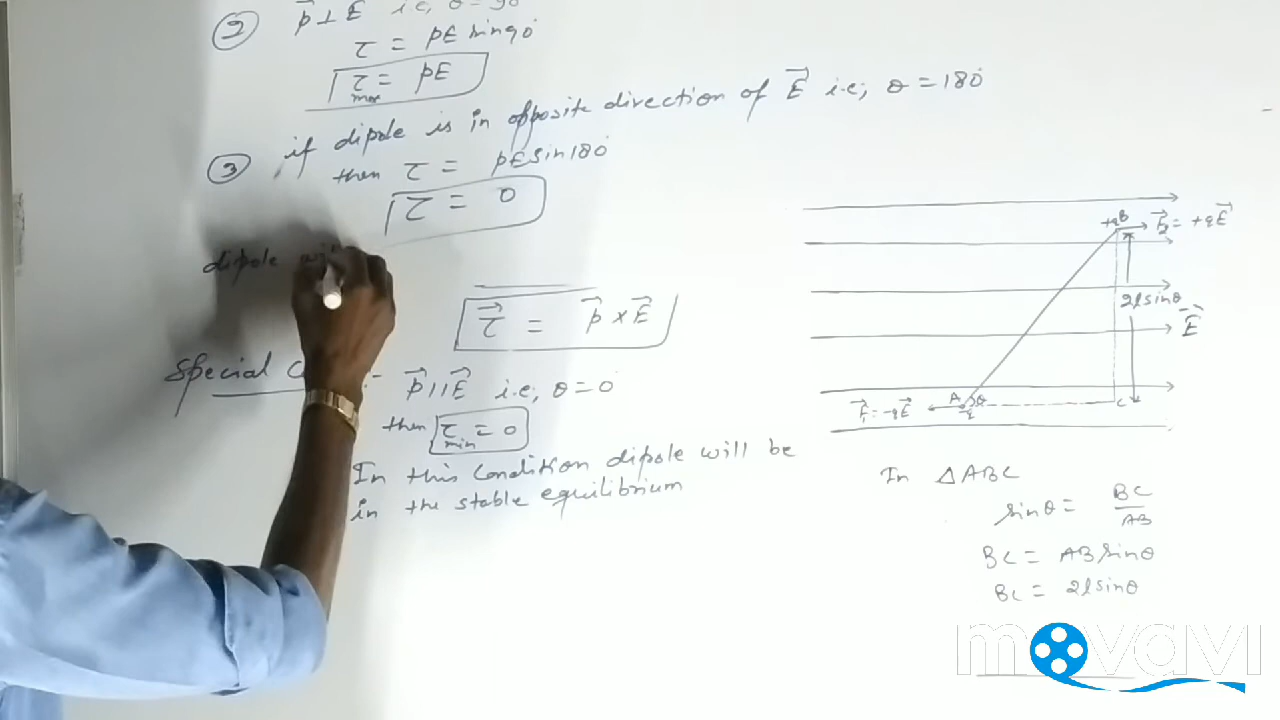 ② p⃗ ⊥ E⃗ i.e, θ = 90°
τ = pE sin90°
τmax = pE
③ if dipole is in opposite direction of E⃗ i.e; θ = 180°
then τ = pE sin180°
τ = 0
dipole
τ⃗ = p⃗ × E⃗
Special
:- p⃗ || E⃗ i.e; θ = 0°
then τmin = 0
In this condition dipole will be
in the stable equilibrium
+q B F⃗₂ = +qE⃗
2l sinθ
E⃗
F⃗₁ = -qE⃗ A θ C
-q
In △ABC
sinθ = BC/AB
BC = AB sinθ
BC = 2l sinθ
movavi